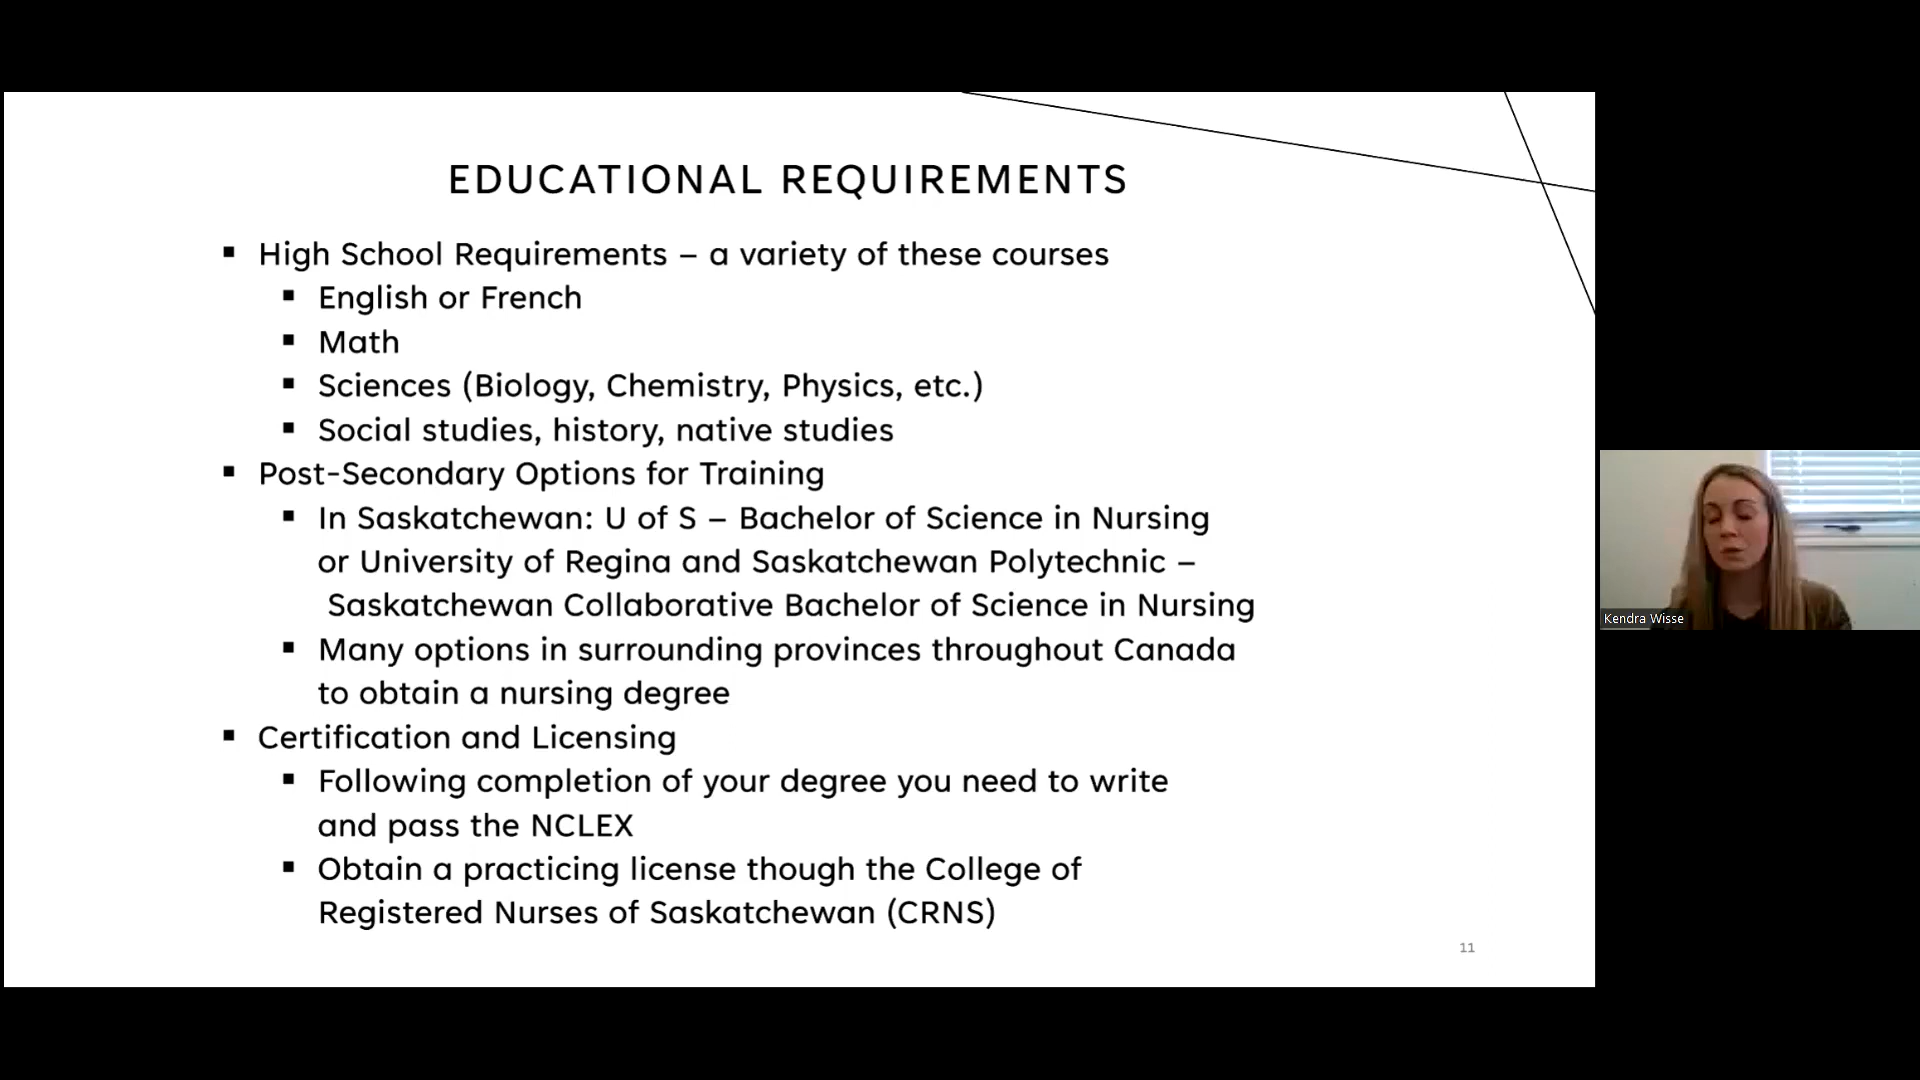 EDUCATIONAL REQUIREMENTS
▪ High School Requirements – a variety of these courses
▪ English or French
▪ Math
▪ Sciences (Biology, Chemistry, Physics, etc.)
▪ Social studies, history, native studies
▪ Post-Secondary Options for Training
▪ In Saskatchewan: U of S – Bachelor of Science in Nursing
or University of Regina and Saskatchewan Polytechnic –
Saskatchewan Collaborative Bachelor of Science in Nursing
▪ Many options in surrounding provinces throughout Canada
to obtain a nursing degree
▪ Certification and Licensing
▪ Following completion of your degree you need to write
and pass the NCLEX
▪ Obtain a practicing license though the College of
Registered Nurses of Saskatchewan (CRNS)
11
Kendra Wisse